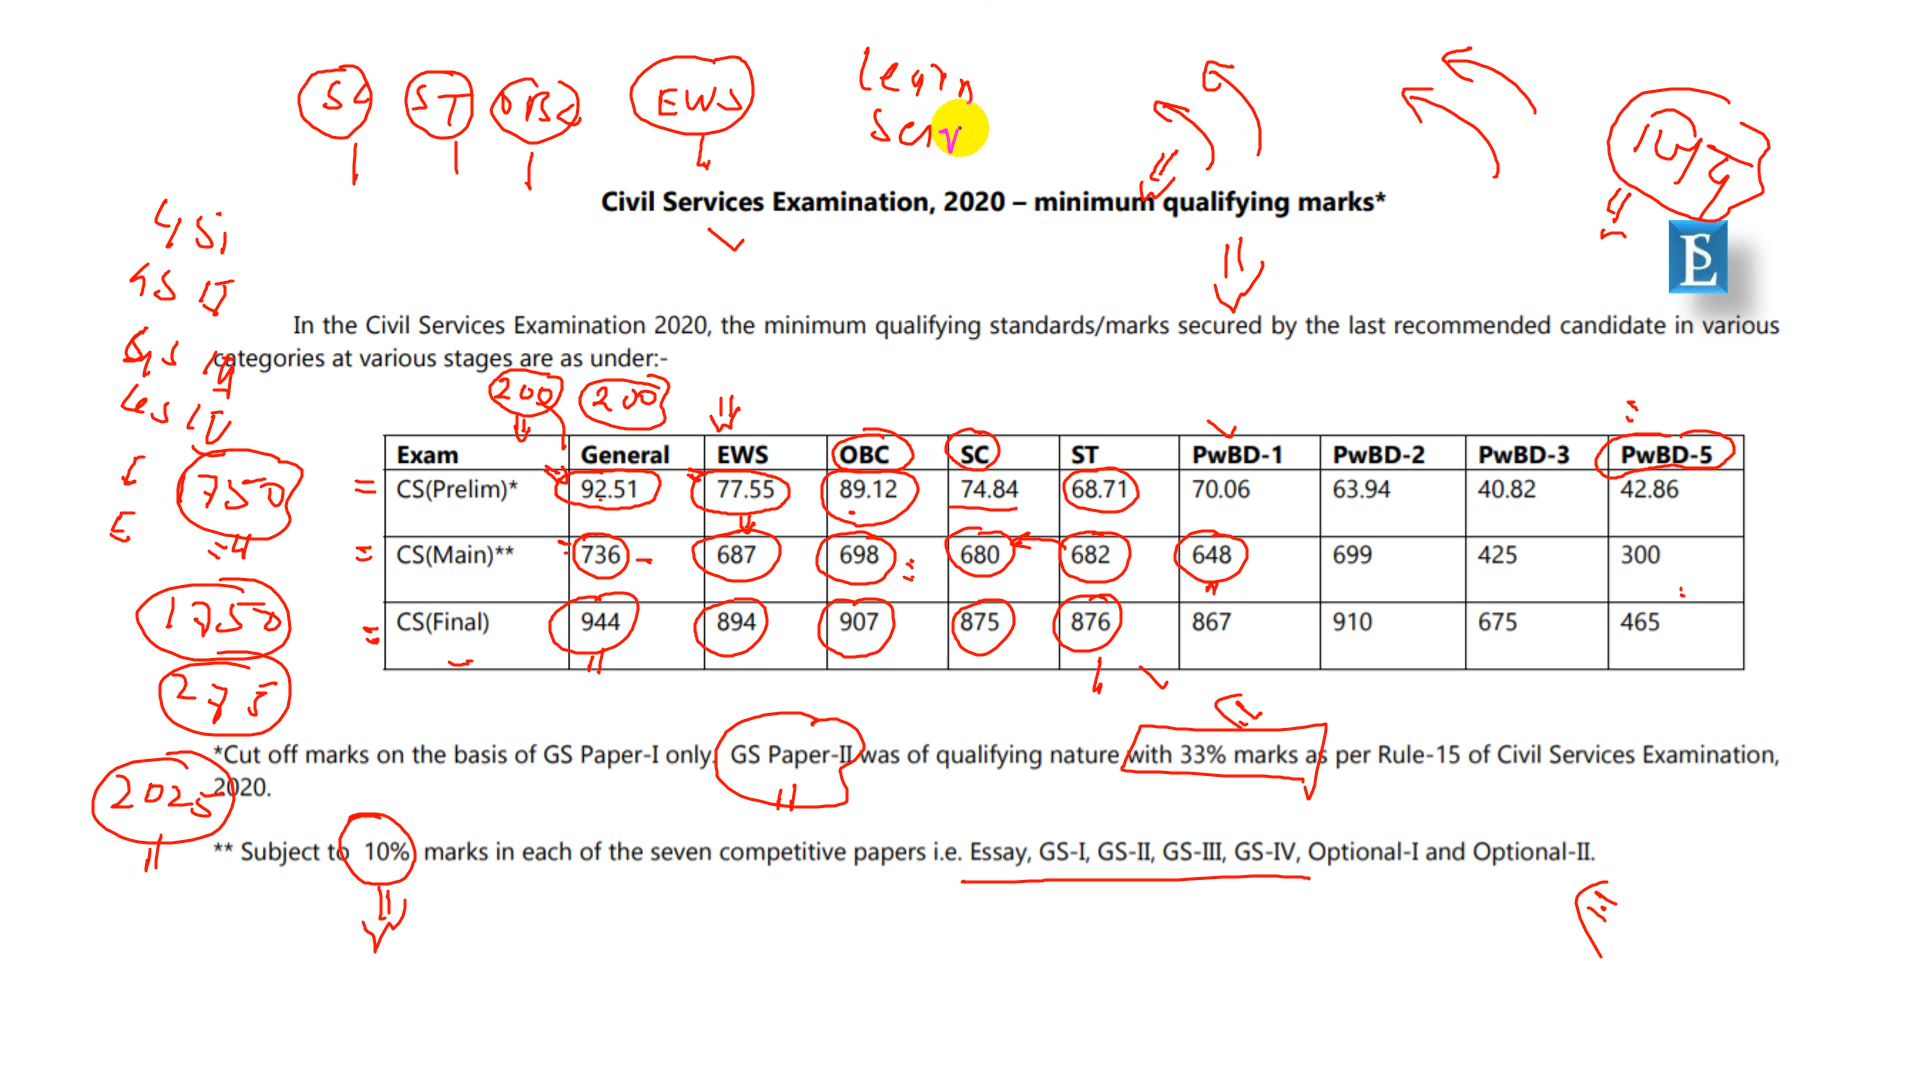 SC ST OBC EWS
Learn
Civil Services Examination, 2020 – minimum qualifying marks*
In the Civil Services Examination 2020, the minimum qualifying standards/marks secured by the last recommended candidate in various
categories at various stages are as under:-
200 200
Exam General EWS OBC SC ST PwBD-1 PwBD-2 PwBD-3 PwBD-5
CS(Prelim)* 92.51 77.55 89.12 74.84 68.71 70.06 63.94 40.82 42.86
750
CS(Main)** 736 687 698 680 682 648 699 425 300
CS(Final) 944 894 907 875 876 867 910 675 465
1750
275
*Cut off marks on the basis of GS Paper-I only. GS Paper-II was of qualifying nature with 33% marks as per Rule-15 of Civil Services Examination,
2020.
2025
** Subject to 10% marks in each of the seven competitive papers i.e. Essay, GS-I, GS-II, GS-III, GS-IV, Optional-I and Optional-II.